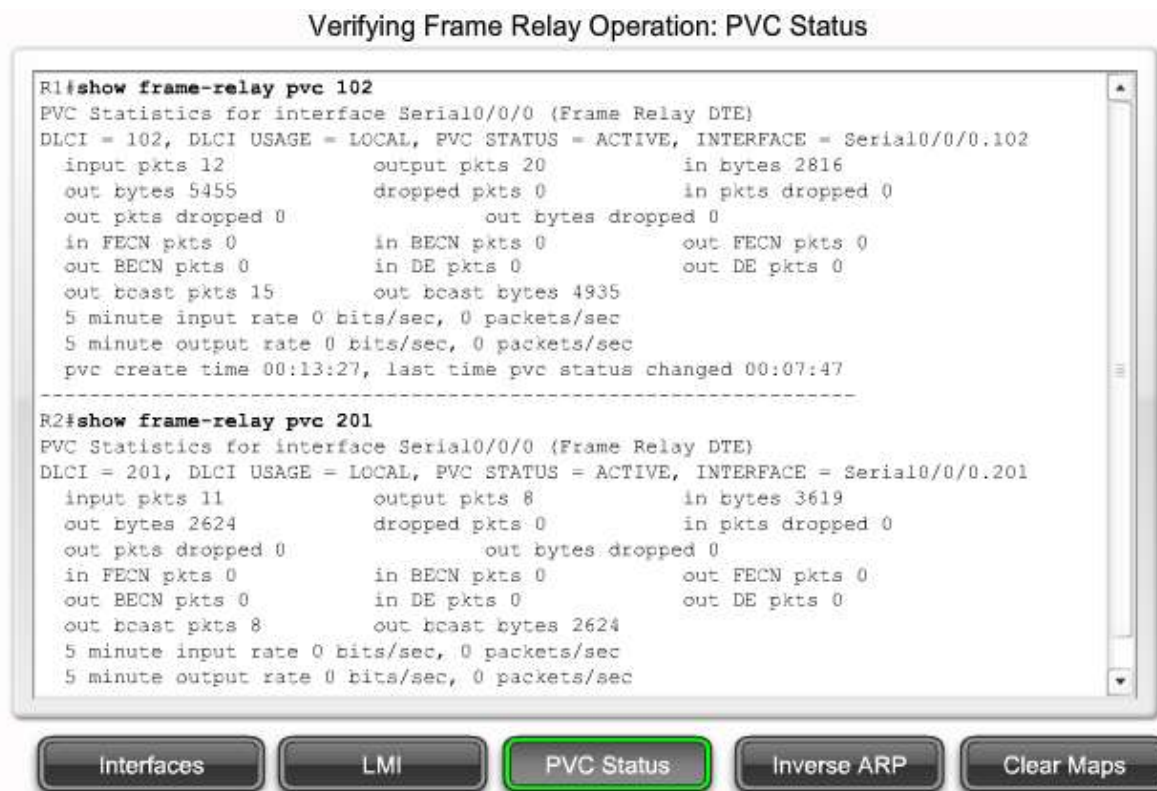 Verifying Frame Relay Operation: PVC Status
R1#show frame-relay pvc 102
PVC Statistics for interface Serial0/0/0 (Frame Relay DTE)
DLCI = 102, DLCI USAGE = LOCAL, PVC STATUS = ACTIVE, INTERFACE = Serial0/0/0.102
input pkts 12 output pkts 20 in bytes 2816
out bytes 5455 dropped pkts 0 in pkts dropped 0
out pkts dropped 0 out bytes dropped 0
in FECN pkts 0 in BECN pkts 0 out FECN pkts 0
out BECN pkts 0 in DE pkts 0 out DE pkts 0
out bcast pkts 15 out bcast bytes 4935
5 minute input rate 0 bits/sec, 0 packets/sec
5 minute output rate 0 bits/sec, 0 packets/sec
pvc create time 00:13:27, last time pvc status changed 00:07:47
--------------------------------------------------------------------
R2#show frame-relay pvc 201
PVC Statistics for interface Serial0/0/0 (Frame Relay DTE)
DLCI = 201, DLCI USAGE = LOCAL, PVC STATUS = ACTIVE, INTERFACE = Serial0/0/0.201
input pkts 11 output pkts 8 in bytes 3619
out bytes 2624 dropped pkts 0 in pkts dropped 0
out pkts dropped 0 out bytes dropped 0
in FECN pkts 0 in BECN pkts 0 out FECN pkts 0
out BECN pkts 0 in DE pkts 0 out DE pkts 0
out bcast pkts 8 out bcast bytes 2624
5 minute input rate 0 bits/sec, 0 packets/sec
5 minute output rate 0 bits/sec, 0 packets/sec
Interfaces LMI PVC Status Inverse ARP Clear Maps